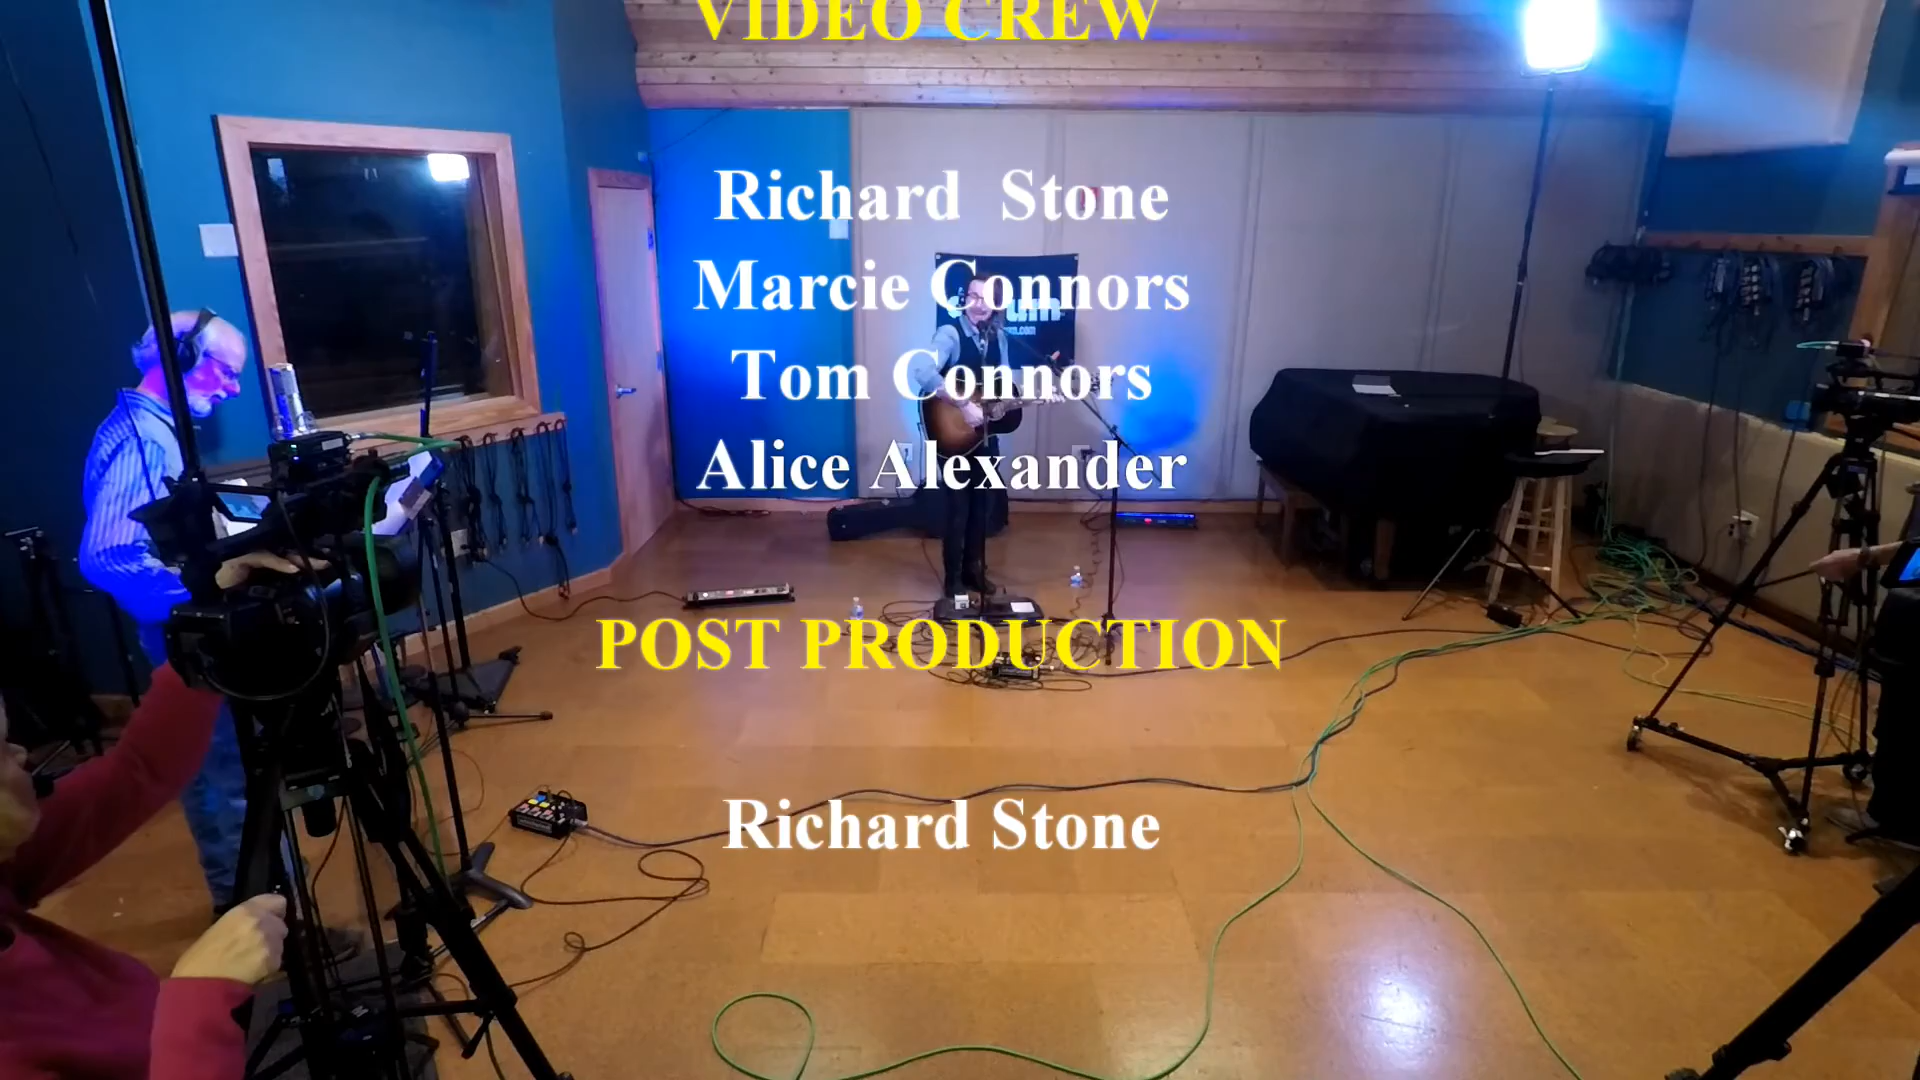 VIDEO CREW
Richard Stone
Marcie Connors
Tom Connors
Alice Alexander
POST PRODUCTION
Richard Stone